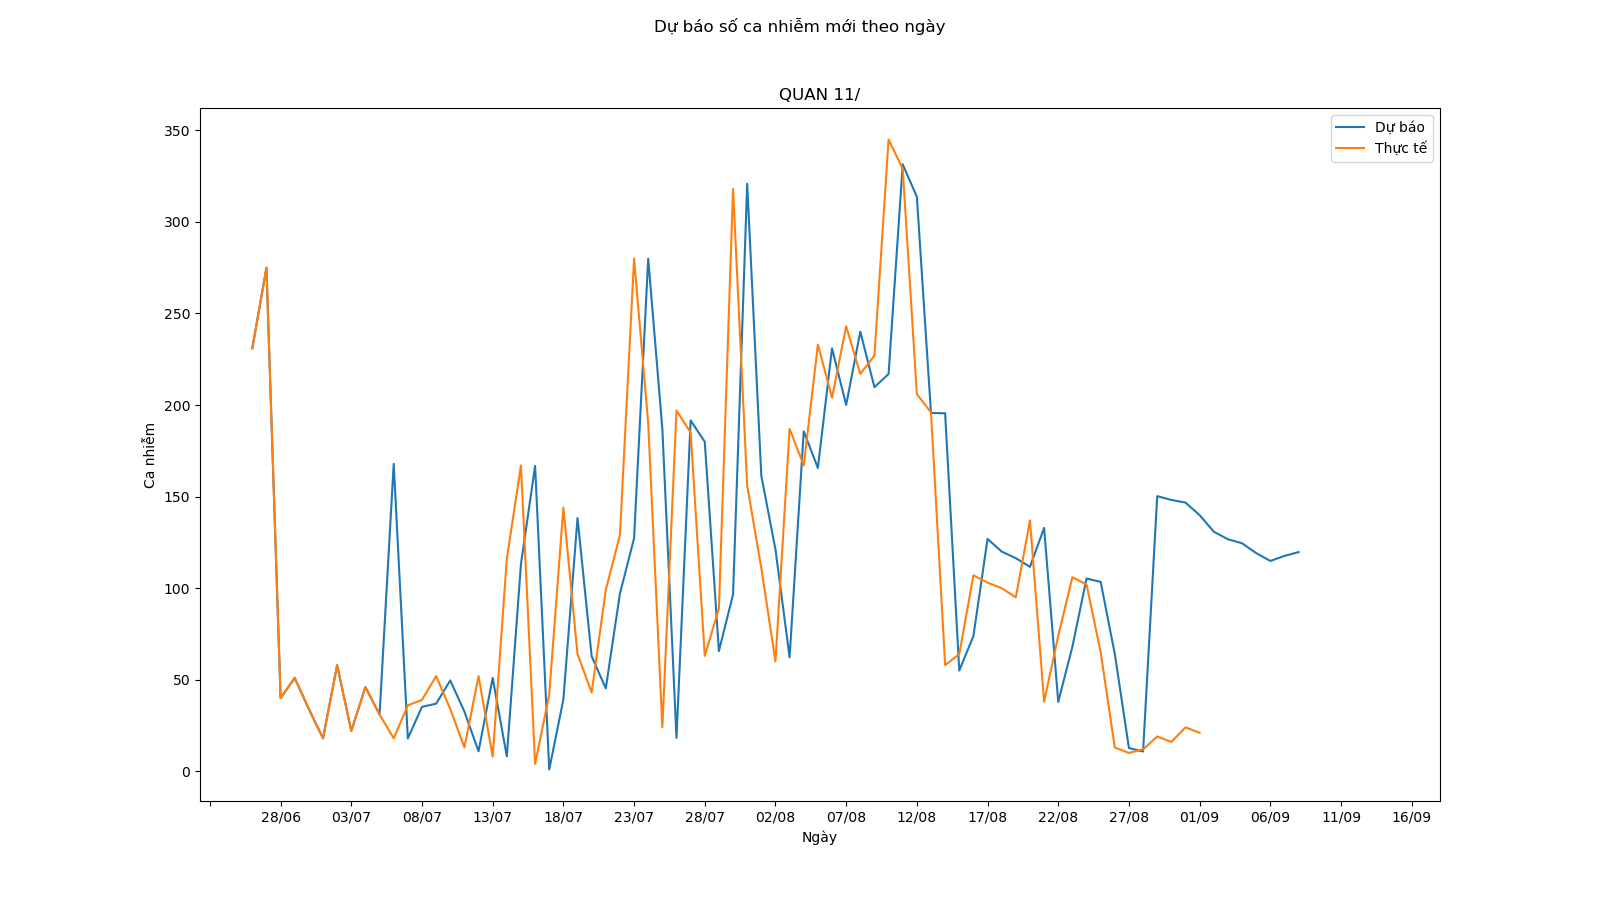 Dự báo số ca nhiễm mới theo ngày
QUAN 11/
Dự báo
Thực tế
350
300
250
200
150
100
50
0
Ca nhiễm
28/06 03/07 08/07 13/07 18/07 23/07 28/07 02/08 07/08 12/08 17/08 22/08 27/08 01/09 06/09 11/09 16/09
Ngày